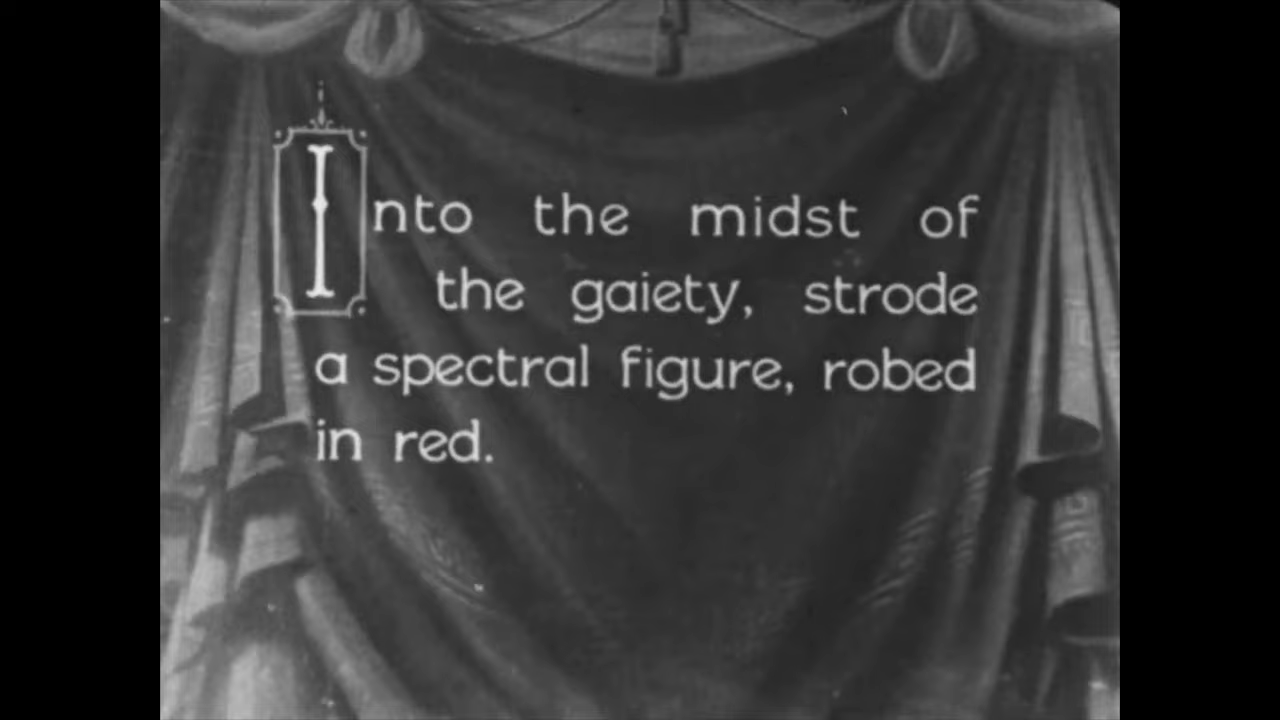 Into the midst of
the gaiety, strode
a spectral figure, robed
in red.